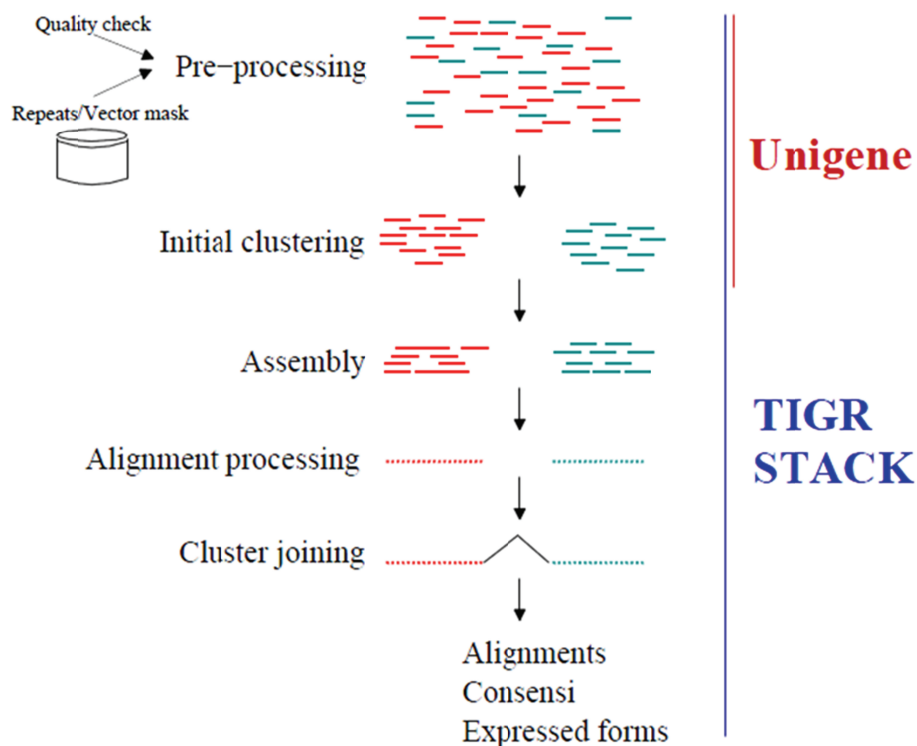 Quality check
Pre-processing
Repeats/Vector mask
Unigene
Initial clustering
Assembly
TIGR
STACK
Alignment processing
Cluster joining
Alignments
Consensi
Expressed forms